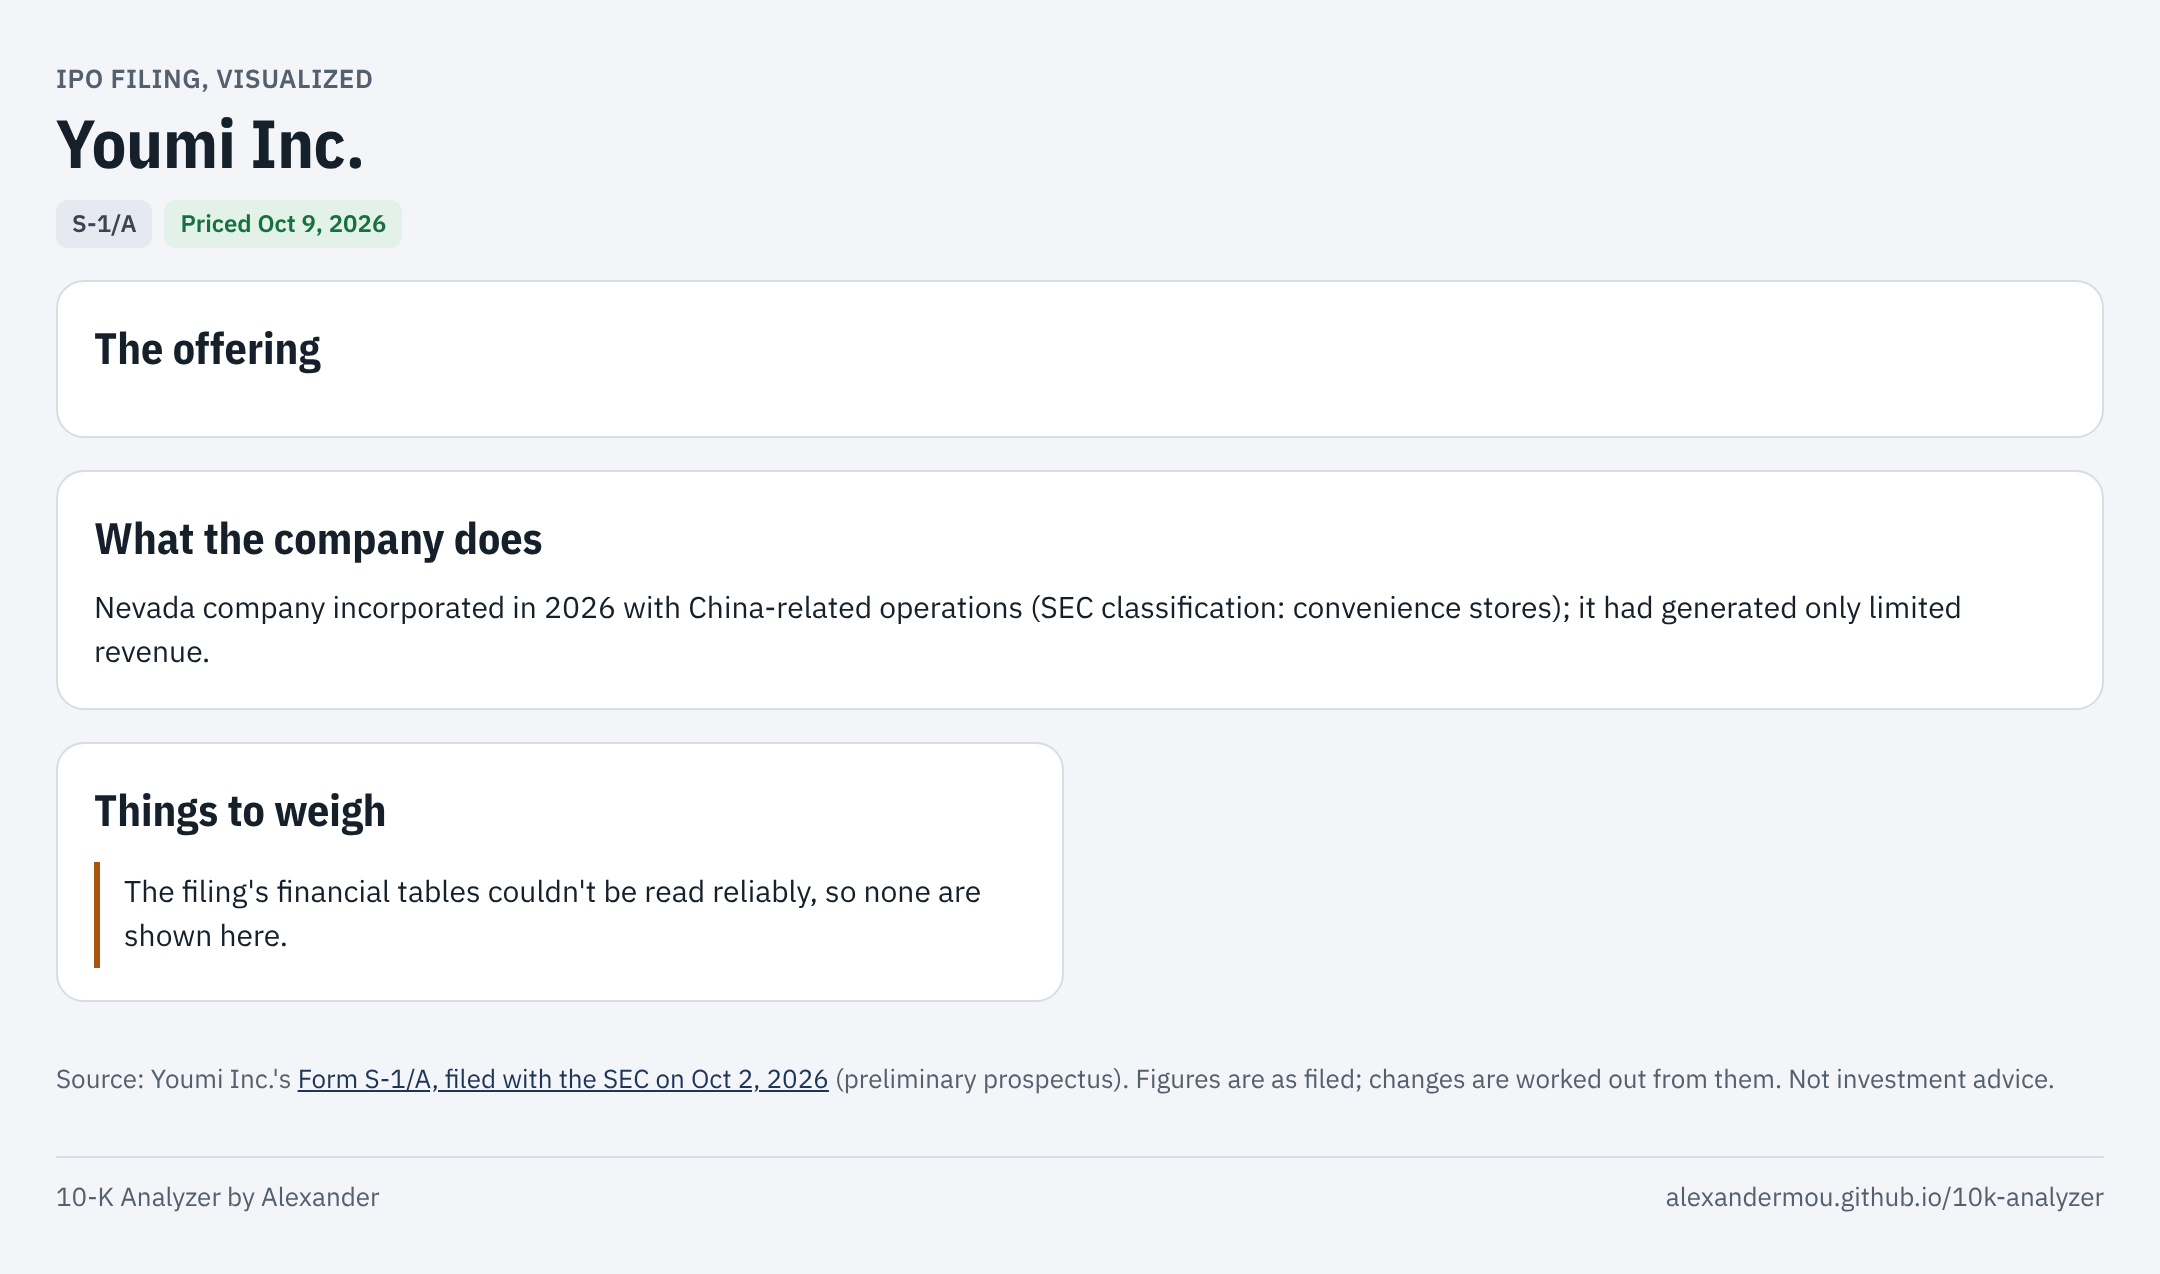 IPO FILING, VISUALIZED
Youmi Inc.
S-1/A
Priced Oct 9, 2026
The offering
What the company does
Nevada company incorporated in 2026 with China-related operations (SEC classification: convenience stores); it had generated only limited
revenue.
Things to weigh
The filing's financial tables couldn't be read reliably, so none are
shown here.
Source: Youmi Inc.'s Form S-1/A, filed with the SEC on Oct 2, 2026 (preliminary prospectus). Figures are as filed; changes are worked out from them. Not investment advice.
10-K Analyzer by Alexander
alexandermou.github.io/10k-analyzer